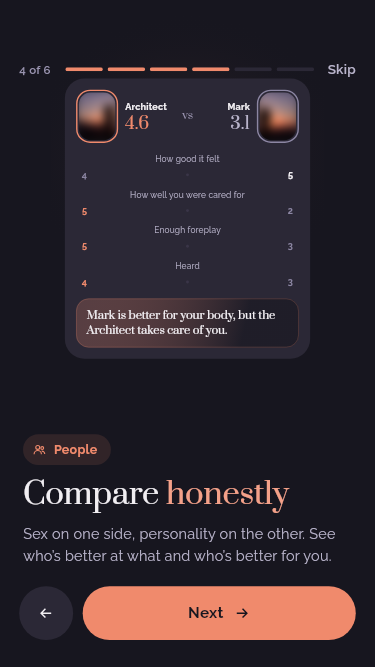 4 of 6
Skip
Architect
4.6
vs
Mark
3.1
How good it felt
4 5
How well you were cared for
5 2
Enough foreplay
5 3
Heard
4 3
Mark is better for your body, but the
Architect takes care of you.
People
Compare honestly
Sex on one side, personality on the other. See
who's better at what and who's better for you.
← Next →